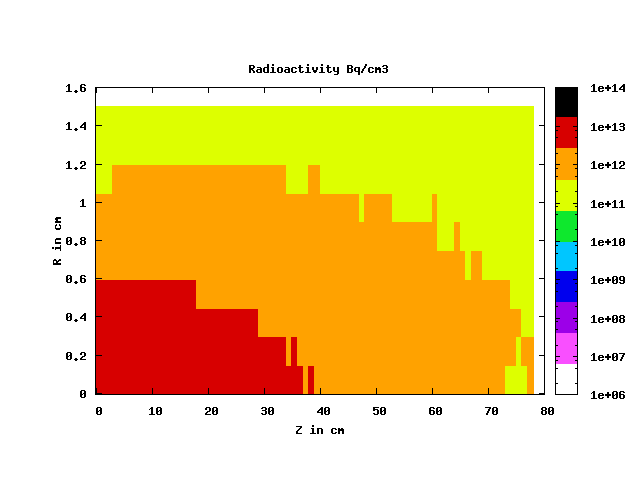 Radioactivity Bq/cm3
1.6
1.4
1.2
1
0.8
0.6
0.4
0.2
0
R in cm
0 10 20 30 40 50 60 70 80
Z in cm
1e+14
1e+13
1e+12
1e+11
1e+10
1e+09
1e+08
1e+07
1e+06